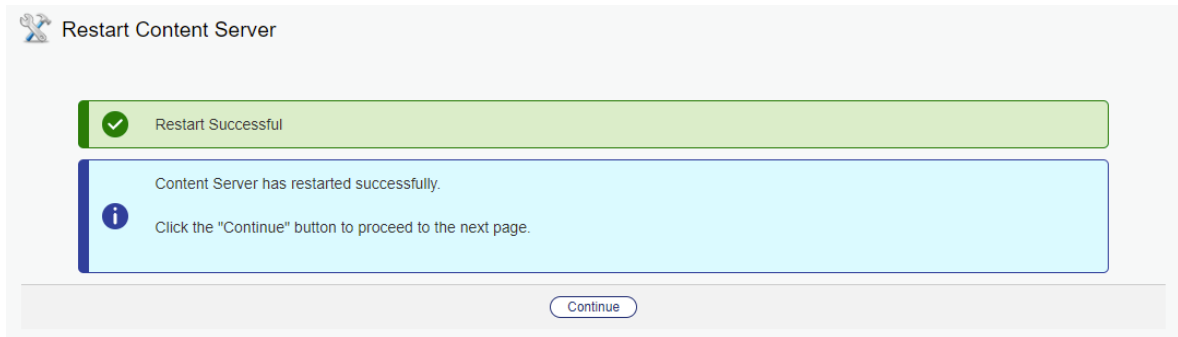 Restart Content Server
Restart Successful
Content Server has restarted successfully.
Click the "Continue" button to proceed to the next page.
Continue